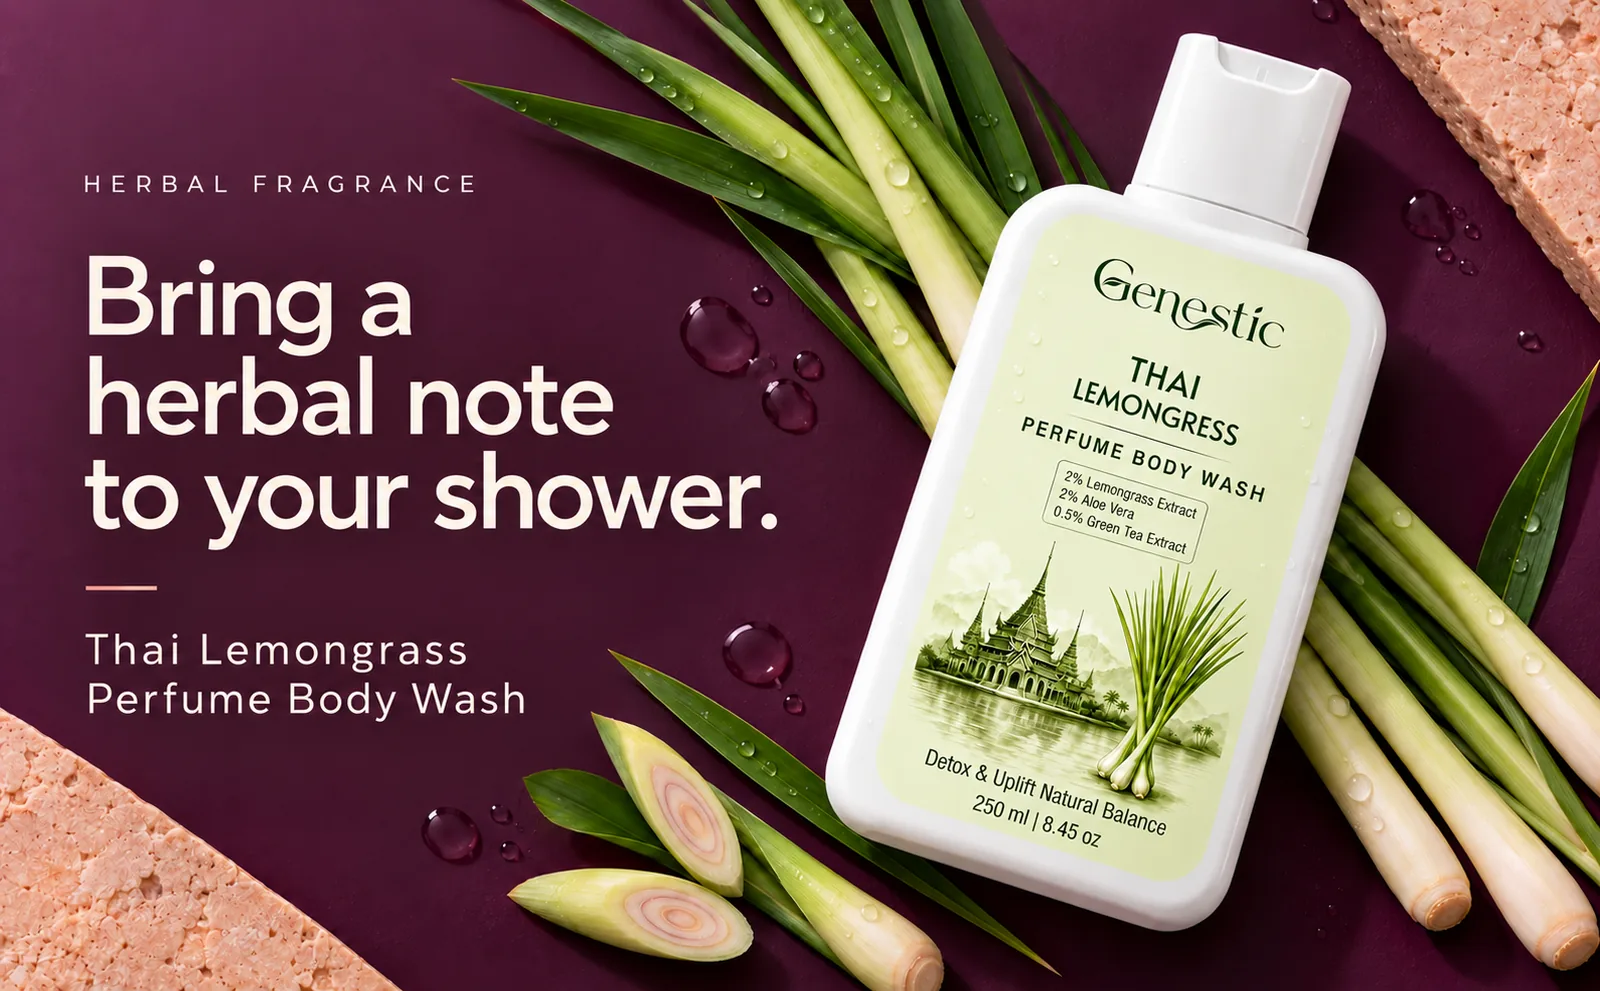 HERBAL FRAGRANCE
Bring a
herbal note
to your shower.
Thai Lemongrass
Perfume Body Wash
Genestic
THAI
LEMONGRESS
PERFUME BODY WASH
2% Lemongrass Extract
2% Aloe Vera
0.5% Green Tea Extract
Detox & Uplift Natural Balance
250 ml | 8.45 oz